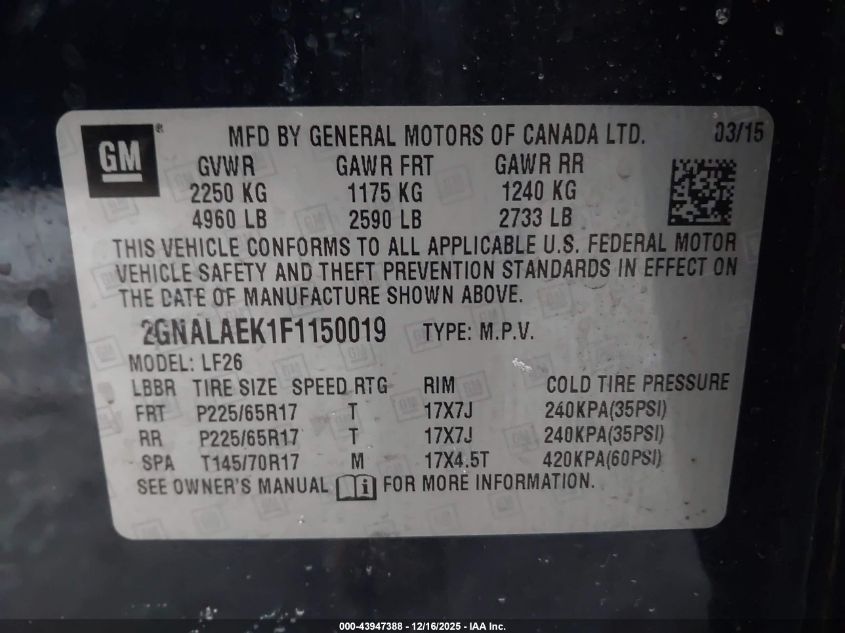 GM ® MFD BY GENERAL MOTORS OF CANADA LTD. 03/15
GVWR GAWR FRT GAWR RR
2250 KG 1175 KG 1240 KG
4960 LB 2590 LB 2733 LB
THIS VEHICLE CONFORMS TO ALL APPLICABLE U.S. FEDERAL MOTOR
VEHICLE SAFETY AND THEFT PREVENTION STANDARDS IN EFFECT ON
THE DATE OF MANUFACTURE SHOWN ABOVE.
2GNALAEK1F1150019 TYPE: M.P.V.
MODEL: LF26
LBBR TIRE SIZE SPEED RTG RIM COLD TIRE PRESSURE
FRT P225/65R17 T 17X7J 240KPA(35PSI)
RR P225/65R17 T 17X7J 240KPA(35PSI)
SPA T145/70R17 M 17X4.5T 420KPA(60PSI)
SEE OWNER'S MANUAL i FOR MORE INFORMATION.
000-43947388 - 12/16/2025 - IAA Inc.